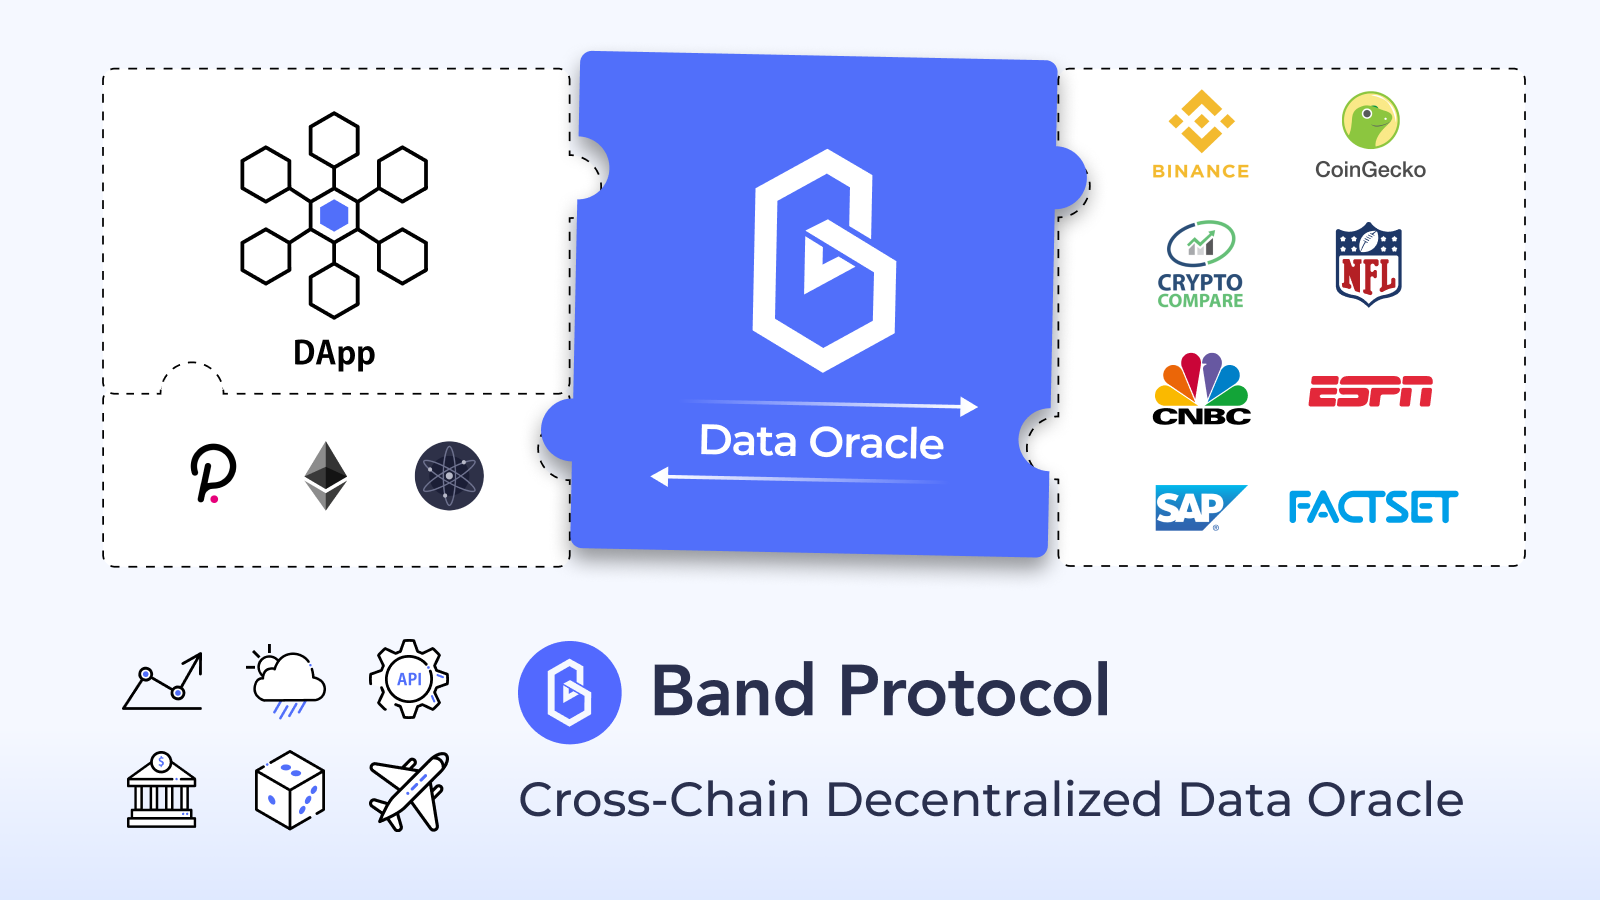 DApp
Data Oracle
BINANCE
CoinGecko
CRYPTO
COMPARE
NFL
CNBC
ESPN
SAP
®
FACTSET
API
$
Band Protocol
Cross-Chain Decentralized Data Oracle